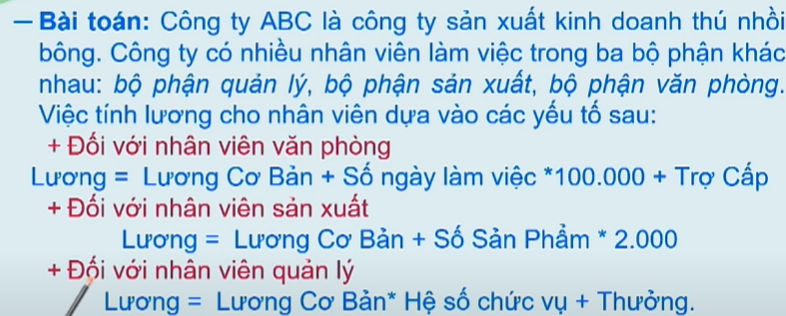 – Bài toán: Công ty ABC là công ty sản xuất kinh doanh thú nhồi
bông. Công ty có nhiều nhân viên làm việc trong ba bộ phận khác
nhau: bộ phận quản lý, bộ phận sản xuất, bộ phận văn phòng.
Việc tính lương cho nhân viên dựa vào các yếu tố sau:
+ Đối với nhân viên văn phòng
Lương = Lương Cơ Bản + Số ngày làm việc *100.000 + Trợ Cấp
+ Đối với nhân viên sản xuất
Lương = Lương Cơ Bản + Số Sản Phẩm * 2.000
+ Đối với nhân viên quản lý
Lương = Lương Cơ Bản* Hệ số chức vụ + Thưởng.